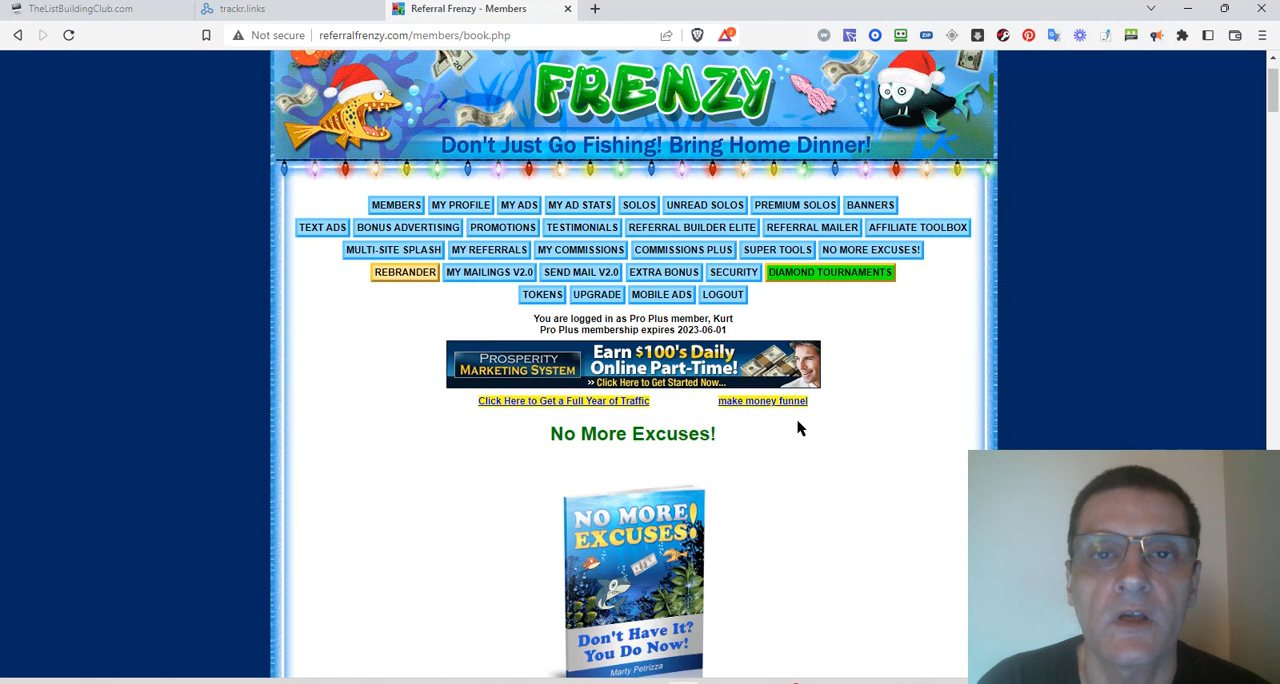 TheListBuildingClub.com
trackr.links
Referral Frenzy - Members
Not secure
referralfrenzy.com/members/book.php
2
ZIP
20
FRENZY
Don't Just Go Fishing! Bring Home Dinner!
MEMBERS MY PROFILE MY ADS MY AD STATS SOLOS UNREAD SOLOS PREMIUM SOLOS BANNERS
TEXT ADS BONUS ADVERTISING PROMOTIONS TESTIMONIALS REFERRAL BUILDER ELITE REFERRAL MAILER AFFILIATE TOOLBOX
MULTI-SITE SPLASH MY REFERRALS MY COMMISSIONS COMMISSIONS PLUS SUPER TOOLS NO MORE EXCUSES!
REBRANDER MY MAILINGS V2.0 SEND MAIL V2.0 EXTRA BONUS SECURITY DIAMOND TOURNAMENTS
TOKENS UPGRADE MOBILE ADS LOGOUT
You are logged in as Pro Plus member, Kurt
Pro Plus membership expires 2023-06-01
PROSPERITY
MARKETING SYSTEM
Earn $100's Daily
Online Part-Time!
>> Click Here to Get Started Now...
Click Here to Get a Full Year of Traffic
make money funnel
No More Excuses!
NO MORE
EXCUSES!
Don't Have It?
You Do Now!
Marty Petrizza